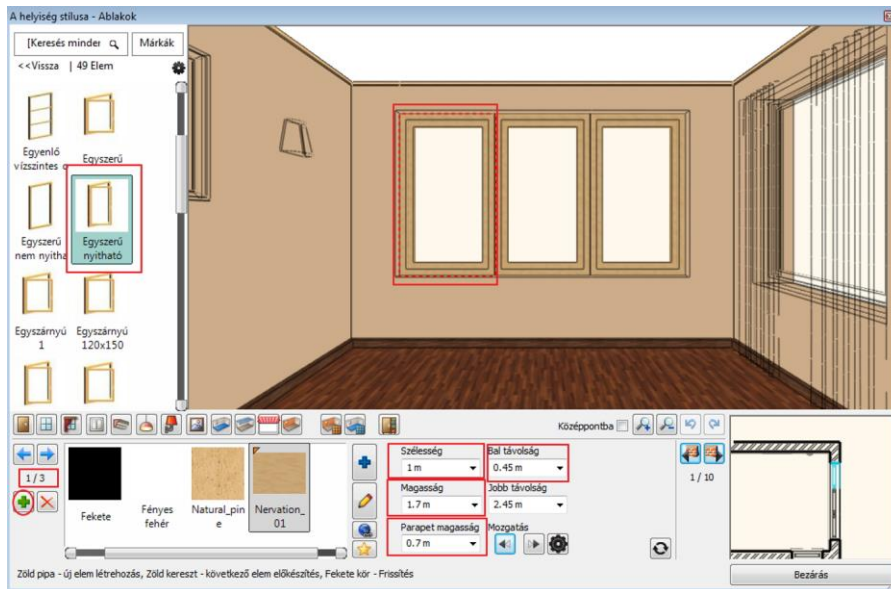 A helyiség stílusa - Ablakok
[Keresés minder
Márkák
<<Vissza | 49 Elem
Egyenlő
vízszintes o
Egyszerű
Egyszerű
nem nyitha
Egyszerű
nyitható
Egyszárnyú
1
Egyszárnyú
120x150
Középpontba
1 / 3
Fekete
Fényes
fehér
Natural_pin
e
Nervation_
01
Szélesség
1 m
Bal távolság
0.45 m
Magasság
1.7 m
Jobb távolság
2.45 m
Parapet magasság
0.7 m
Mozgatás
1 / 10
Zöld pipa - új elem létrehozás, Zöld kereszt - következő elem előkészítés, Fekete kör - Frissítés
Bezárás